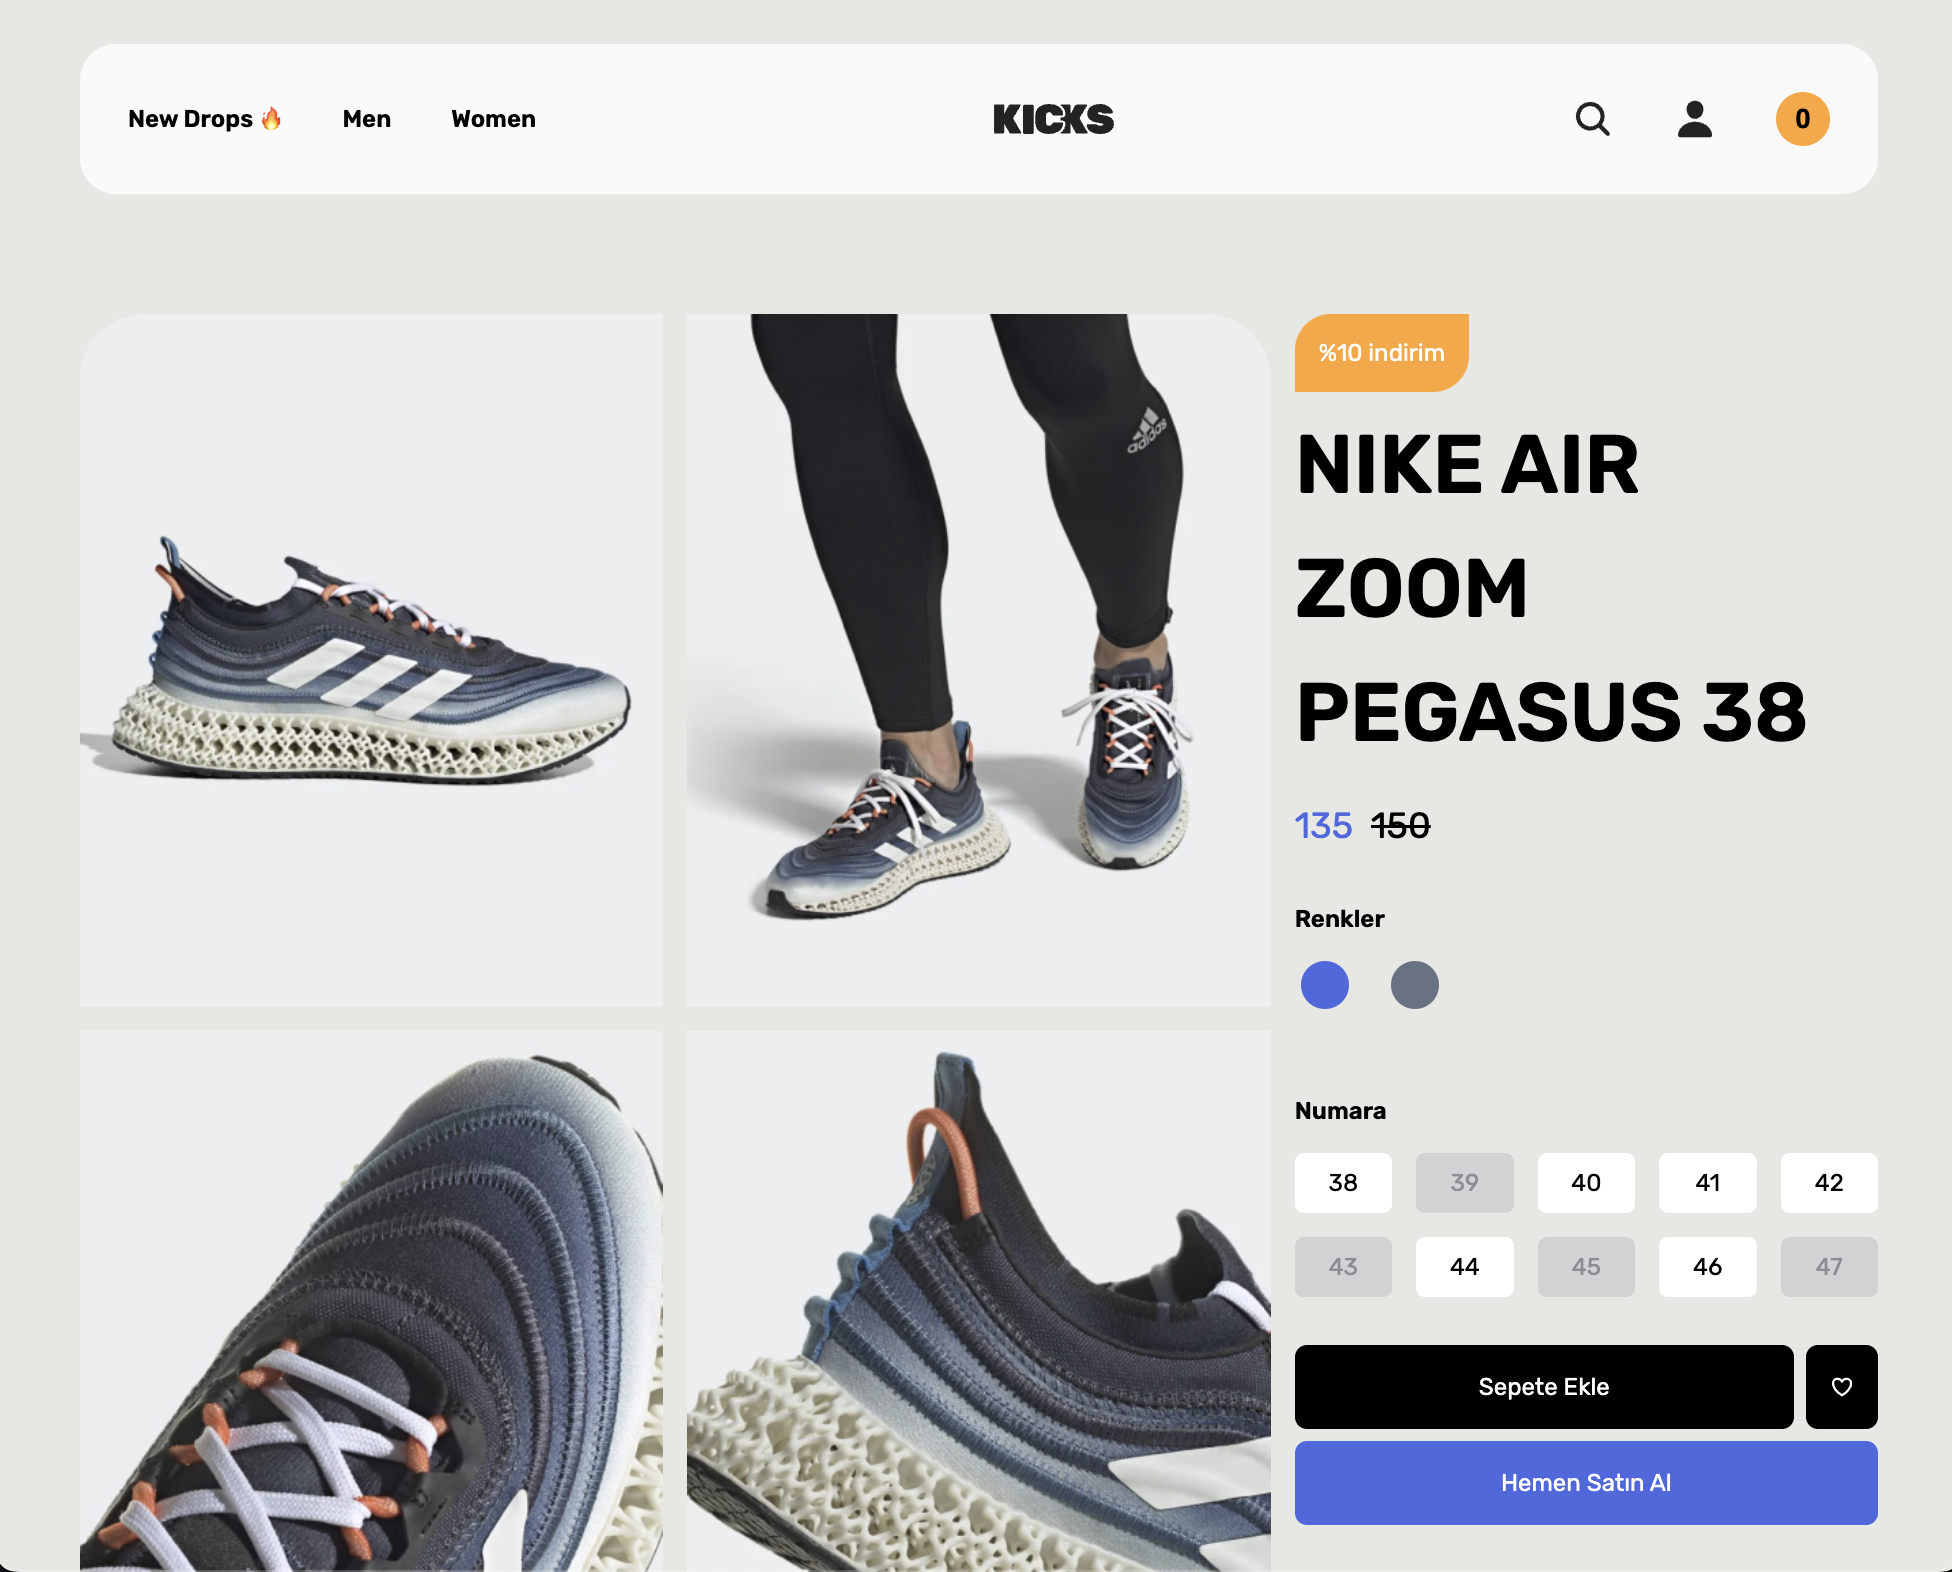 New Drops 🔥
Men
Women
KICKS
0
adidas
%10 indirim
NIKE AIR
ZOOM
PEGASUS 38
135 150
Renkler
Numara
38 39 40 41 42
43 44 45 46 47
Sepete Ekle
Hemen Satın Al